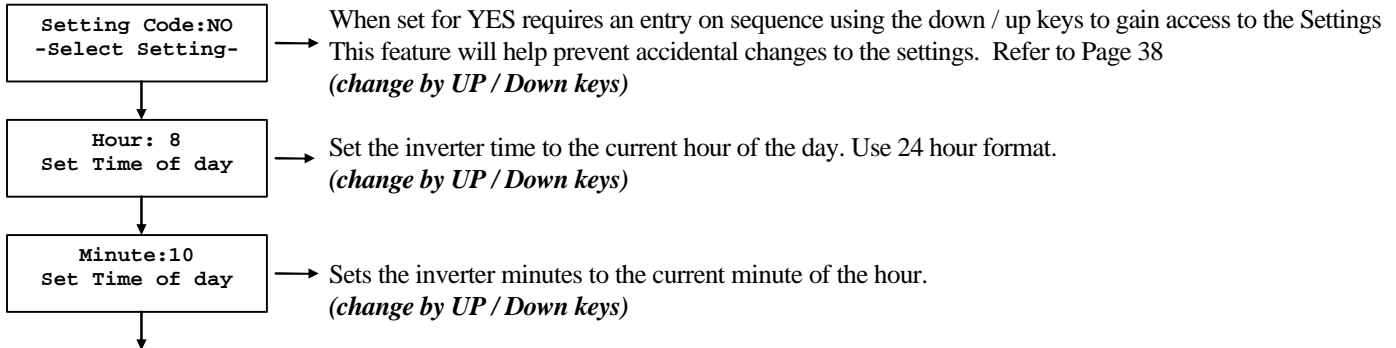 Setting Code:NO
-Select Setting-
When set for YES requires an entry on sequence using the down / up keys to gain access to the Settings
This feature will help prevent accidental changes to the settings.  Refer to Page 38
(change by UP / Down keys)
Hour: 8
Set Time of day
Set the inverter time to the current hour of the day. Use 24 hour format.
(change by UP / Down keys)
Minute:10
Set Time of day
Sets the inverter minutes to the current minute of the hour.
(change by UP / Down keys)